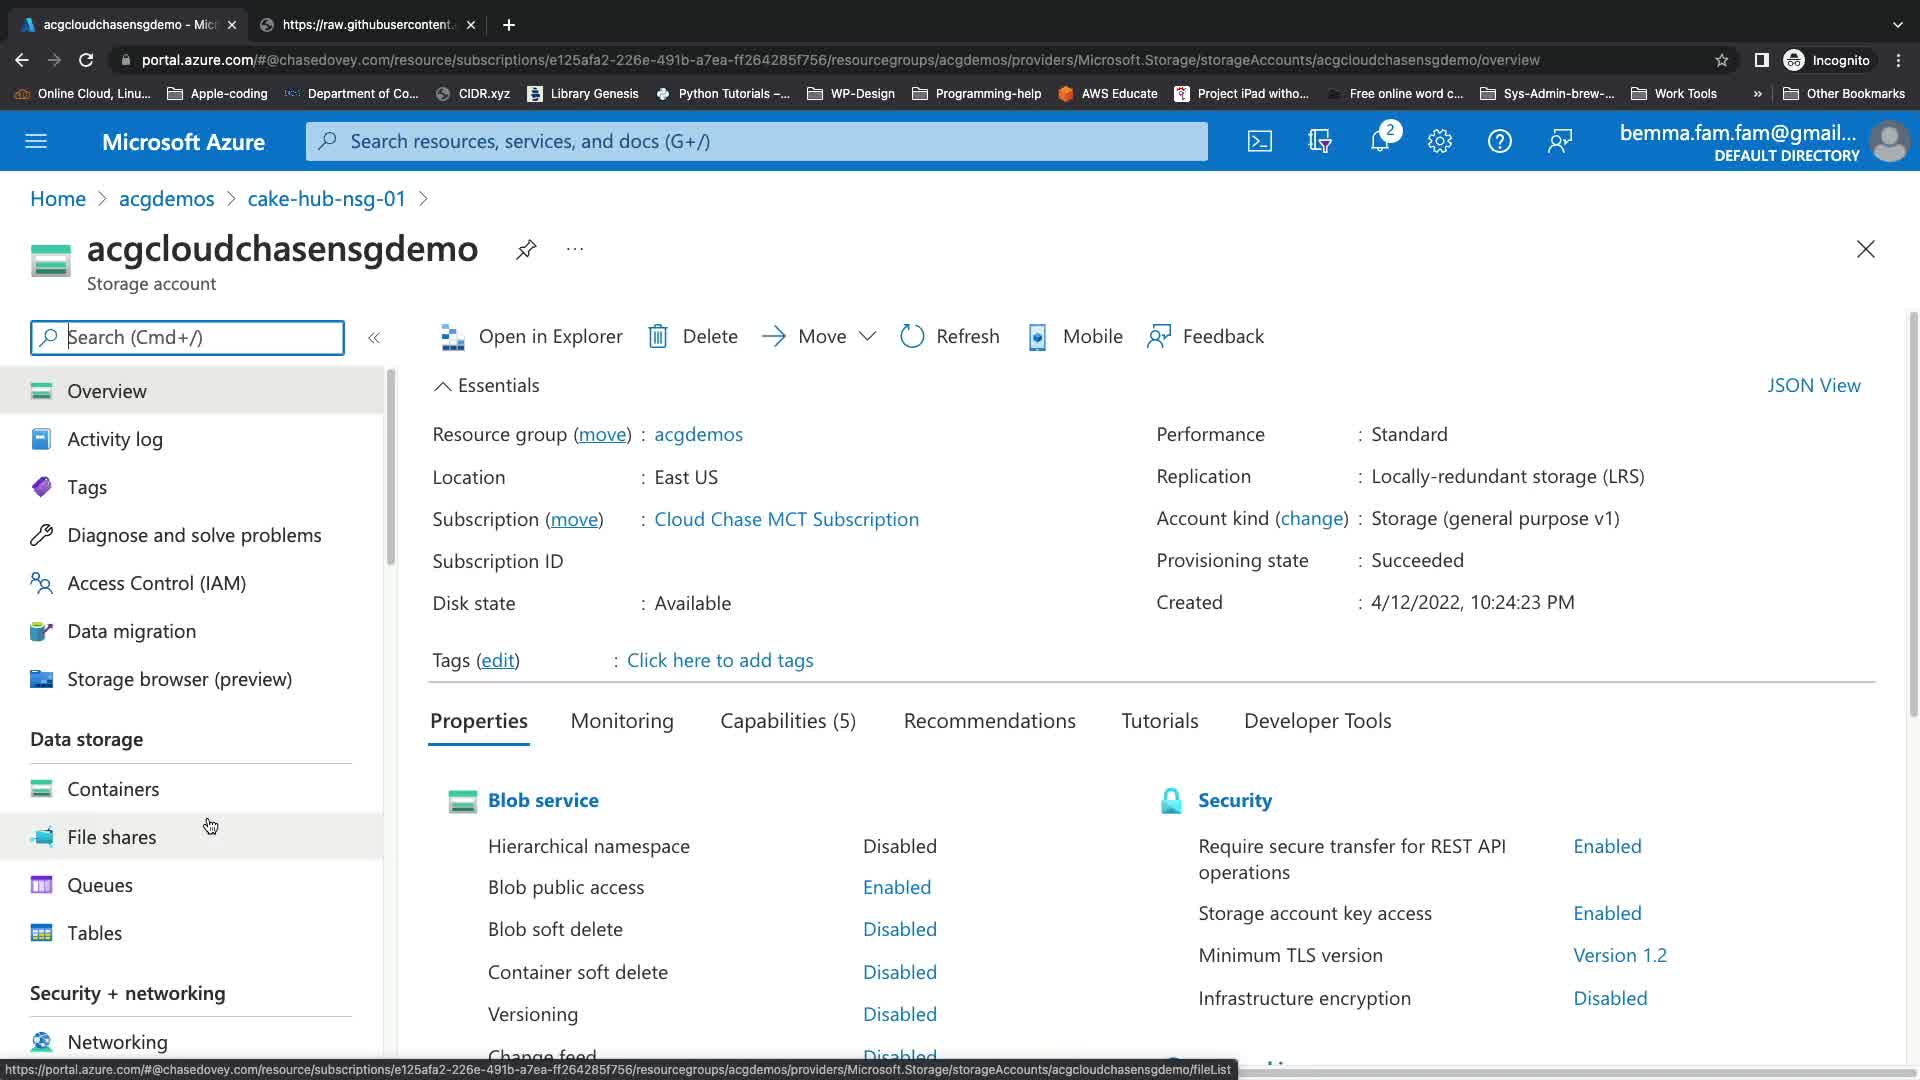 acgcloudchasensgdemo - Mic
https://raw.githubusercontent.
portal.azure.com/#@chasedovey.com/resource/subscriptions/e125afa2-226e-491b-a7ea-ff264285f756/resourcegroups/acgdemos/providers/Microsoft.Storage/storageAccounts/acgcloudchasensgdemo/overview
Incognito
Online Cloud, Linu... Apple-coding Department of Co... CIDR.xyz Library Genesis Python Tutorials –... WP-Design Programming-help AWS Educate Project iPad witho... Free online word c... Sys-Admin-brew-... Work Tools » Other Bookmarks
Microsoft Azure
Search resources, services, and docs (G+/)
2
bemma.fam.fam@gmail...
DEFAULT DIRECTORY
Home > acgdemos > cake-hub-nsg-01 >
acgcloudchasensgdemo ...
Storage account
Search (Cmd+/)
«
Overview
Activity log
Tags
Diagnose and solve problems
Access Control (IAM)
Data migration
Storage browser (preview)
Data storage
Containers
File shares
Queues
Tables
Security + networking
Networking
Open in Explorer Delete Move Refresh Mobile Feedback
Essentials
JSON View
Resource group (move) : acgdemos
Location : East US
Subscription (move) : Cloud Chase MCT Subscription
Subscription ID
Disk state : Available
Performance : Standard
Replication : Locally-redundant storage (LRS)
Account kind (change) : Storage (general purpose v1)
Provisioning state : Succeeded
Created : 4/12/2022, 10:24:23 PM
Tags (edit) : Click here to add tags
Properties Monitoring Capabilities (5) Recommendations Tutorials Developer Tools
Blob service
Hierarchical namespace Disabled
Blob public access Enabled
Blob soft delete Disabled
Container soft delete Disabled
Versioning Disabled
Change feed Disabled
Security
Require secure transfer for REST API Enabled
operations
Storage account key access Enabled
Minimum TLS version Version 1.2
Infrastructure encryption Disabled
https://portal.azure.com/#@chasedovey.com/resource/subscriptions/e125afa2-226e-491b-a7ea-ff264285f756/resourcegroups/acgdemos/providers/Microsoft.Storage/storageAccounts/acgcloudchasensgdemo/fileList